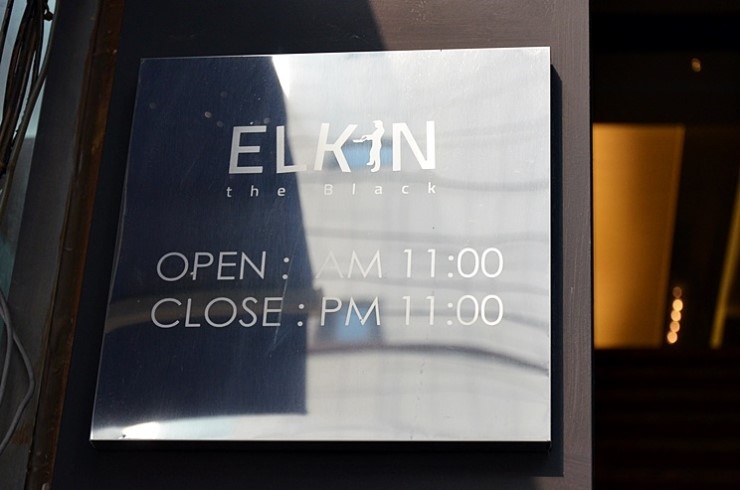 ELKIN
the Black
OPEN : AM 11:00
CLOSE : PM 11:00